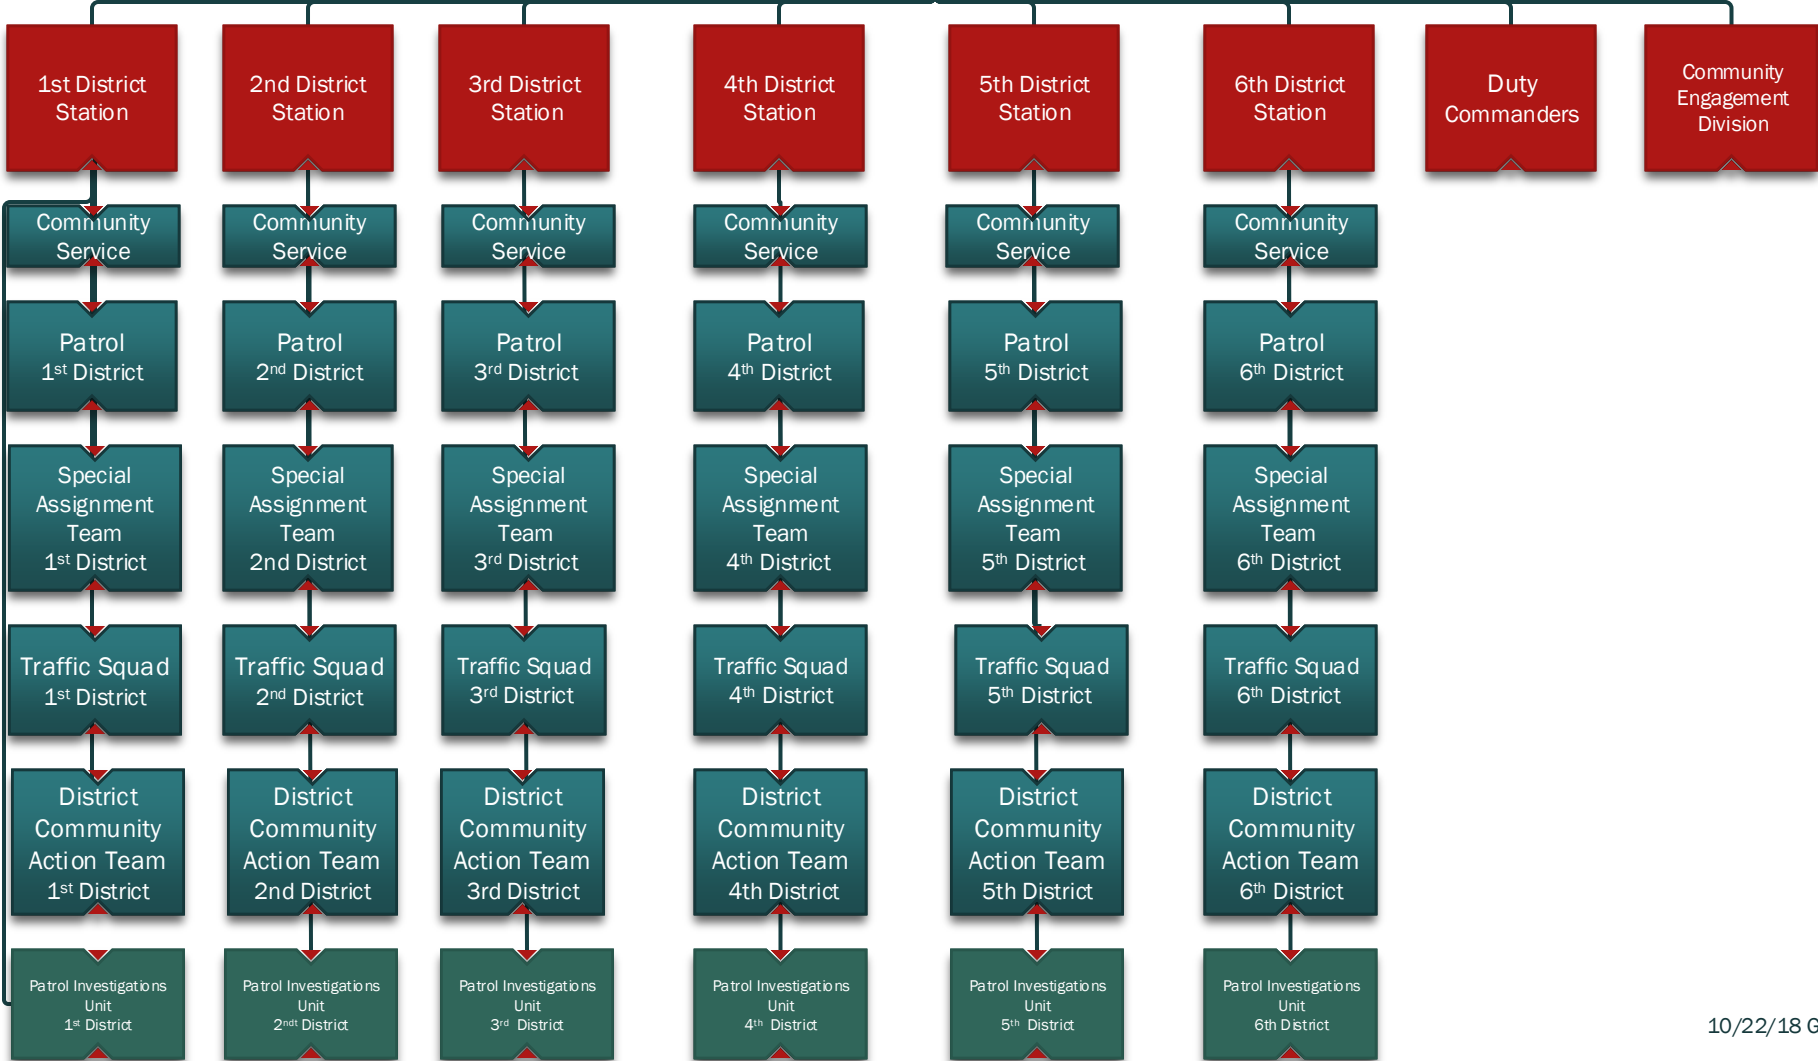 1st District
Station
2nd District
Station
3rd District
Station
4th District
Station
5th District
Station
6th District
Station
Duty
Commanders
Community
Engagement
Division
Community
Service
Community
Service
Community
Service
Community
Service
Community
Service
Community
Service
Patrol
1st District
Patrol
2nd District
Patrol
3rd District
Patrol
4th District
Patrol
5th District
Patrol
6th District
Special
Assignment
Team
1st District
Special
Assignment
Team
2nd District
Special
Assignment
Team
3rd District
Special
Assignment
Team
4th District
Special
Assignment
Team
5th District
Special
Assignment
Team
6th District
Traffic Squad
1st District
Traffic Squad
2nd District
Traffic Squad
3rd District
Traffic Squad
4th District
Traffic Squad
5th District
Traffic Squad
6th District
District
Community
Action Team
1st District
District
Community
Action Team
2nd District
District
Community
Action Team
3rd District
District
Community
Action Team
4th District
District
Community
Action Team
5th District
District
Community
Action Team
6th District
Patrol Investigations
Unit
1st District
Patrol Investigations
Unit
2ndt District
Patrol Investigations
Unit
3rd District
Patrol Investigations
Unit
4th District
Patrol Investigations
Unit
5th District
Patrol Investigations
Unit
6th District
10/22/18 G